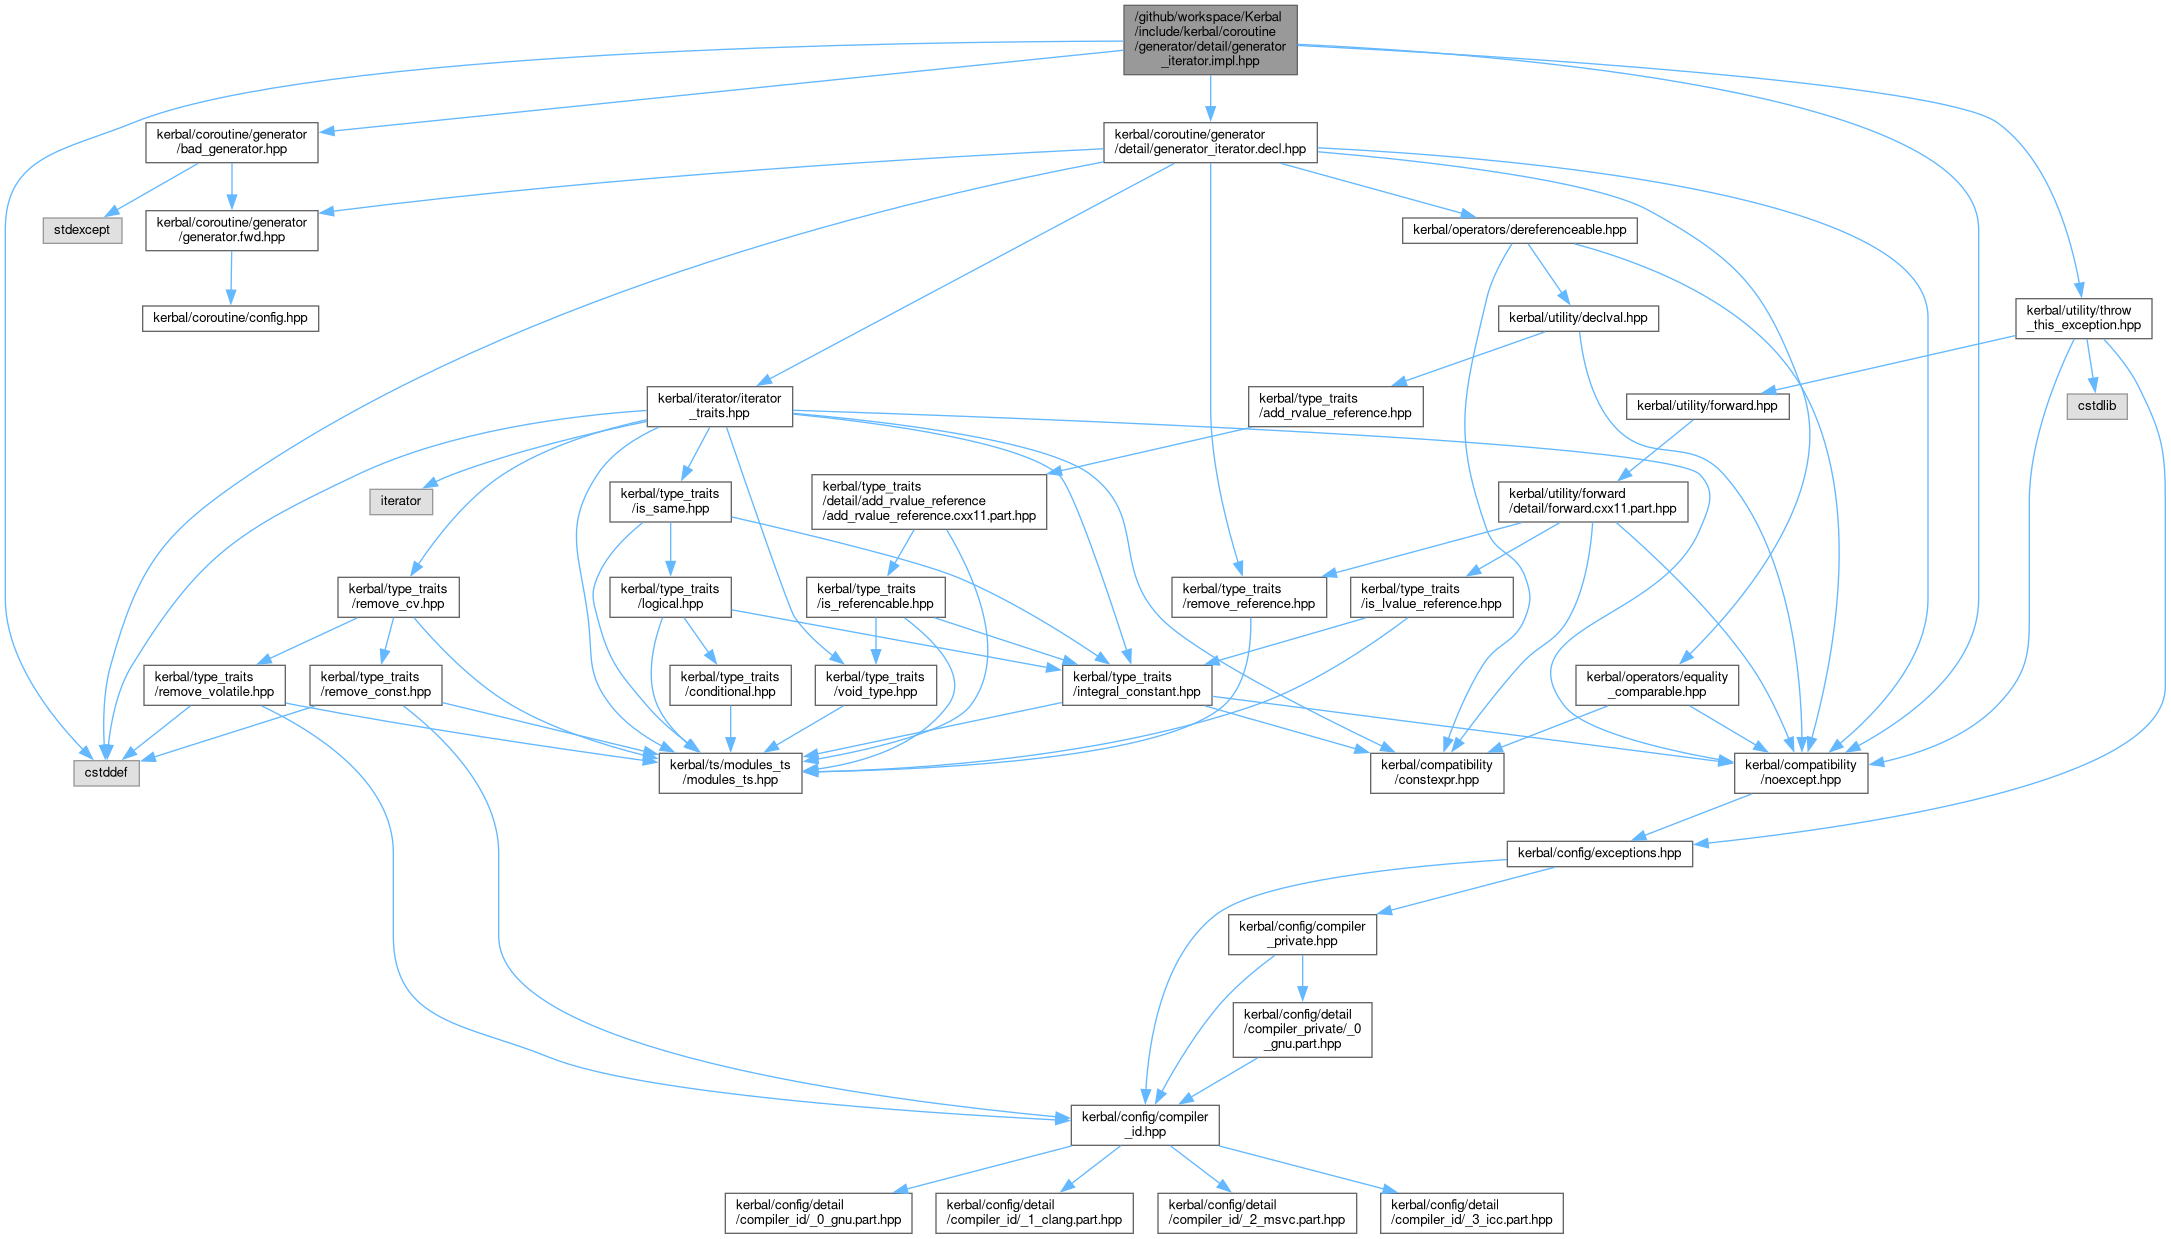 /github/workspace/Kerbal
/include/kerbal/coroutine
/generator/detail/generator
_iterator.impl.hpp
kerbal/coroutine/generator
/bad_generator.hpp
kerbal/coroutine/generator
/detail/generator_iterator.decl.hpp
stdexcept
kerbal/coroutine/generator
/generator.fwd.hpp
kerbal/operators/dereferenceable.hpp
kerbal/coroutine/config.hpp
kerbal/utility/declval.hpp
kerbal/utility/throw
_this_exception.hpp
kerbal/iterator/iterator
_traits.hpp
kerbal/type_traits
/add_rvalue_reference.hpp
kerbal/utility/forward.hpp
cstdlib
iterator
kerbal/type_traits
/is_same.hpp
kerbal/type_traits
/detail/add_rvalue_reference
/add_rvalue_reference.cxx11.part.hpp
kerbal/utility/forward
/detail/forward.cxx11.part.hpp
kerbal/type_traits
/remove_cv.hpp
kerbal/type_traits
/logical.hpp
kerbal/type_traits
/is_referencable.hpp
kerbal/type_traits
/remove_reference.hpp
kerbal/type_traits
/is_lvalue_reference.hpp
kerbal/type_traits
/remove_volatile.hpp
kerbal/type_traits
/remove_const.hpp
kerbal/type_traits
/conditional.hpp
kerbal/type_traits
/void_type.hpp
kerbal/type_traits
/integral_constant.hpp
kerbal/operators/equality
_comparable.hpp
cstddef
kerbal/ts/modules_ts
/modules_ts.hpp
kerbal/compatibility
/constexpr.hpp
kerbal/compatibility
/noexcept.hpp
kerbal/config/exceptions.hpp
kerbal/config/compiler
_private.hpp
kerbal/config/detail
/compiler_private/_0
_gnu.part.hpp
kerbal/config/compiler
_id.hpp
kerbal/config/detail
/compiler_id/_0_gnu.part.hpp
kerbal/config/detail
/compiler_id/_1_clang.part.hpp
kerbal/config/detail
/compiler_id/_2_msvc.part.hpp
kerbal/config/detail
/compiler_id/_3_icc.part.hpp